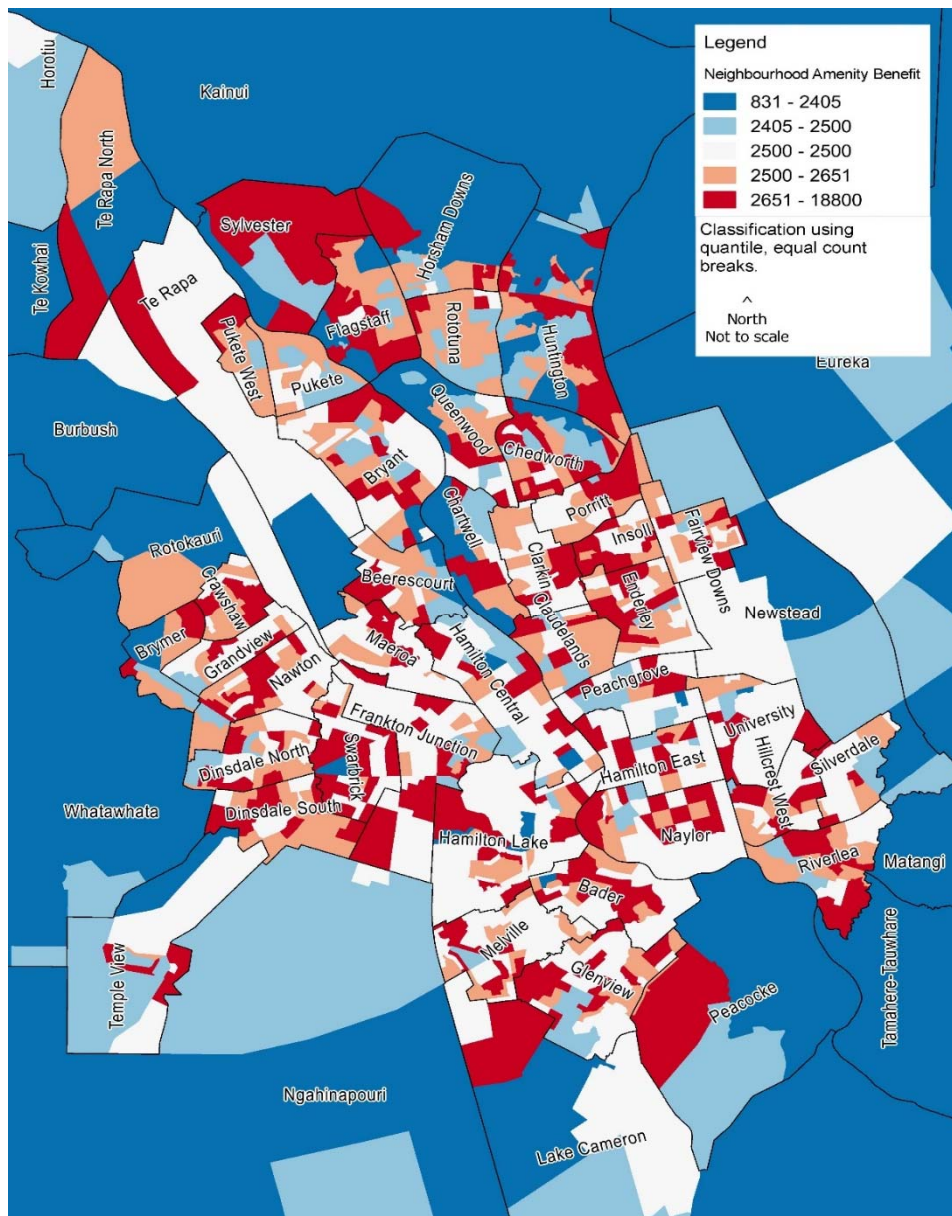 Legend
Neighbourhood Amenity Benefit
831 - 2405
2405 - 2500
2500 - 2500
2500 - 2651
2651 - 18800
Classification using
quantile, equal count
breaks.
^
North
Not to scale
Horotiu
Kainui
Te Rapa North
Sylvester
Horsham Downs
Te Kowhai
Te Rapa
Flagstaff
Rototuna
Huntington
Pukete West
Pukete
Eureka
Burbush
Queenwood
Chedworth
Bryant
Chartwell
Porritt
Insoll
Fairview Downs
Rotokauri
Crawshaw
Beerescourt
Clarkin
Claudelands
Enderley
Newstead
Brymer
Grandview
Nawton
Maeroa
Hamilton Central
Peachgrove
Frankton Junction
University
Hillcrest West
Silverdale
Dinsdale North
Swarbrick
Hamilton East
Whatawhata
Dinsdale South
Hamilton Lake
Naylor
Riverlea
Matangi
Bader
Tamahere-Tauwhare
Melville
Temple View
Glenview
Peacocke
Ngahinapouri
Lake Cameron